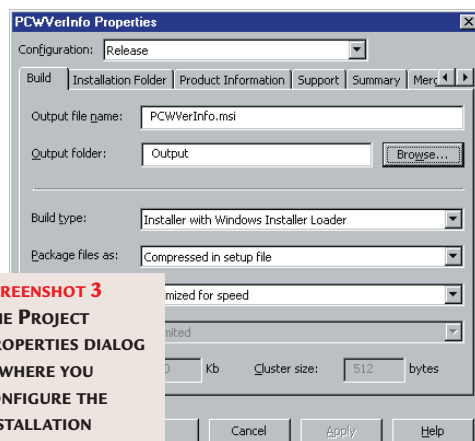 PCWVerInfo Properties
Configuration: Release
Build Installation Folder Product Information Support Summary
Output file name: PCWVerInfo.msi
Output folder: Output Browse...
Build type: Installer with Windows Installer Loader
Package files as: Compressed in setup file
mized for speed
mited
Kb Cluster size: 512 bytes
Cancel Apply Help
REENSHOT 3
HE PROJECT
ROPERTIES DIALOG
WHERE YOU
ONFIGURE THE
STALLATION